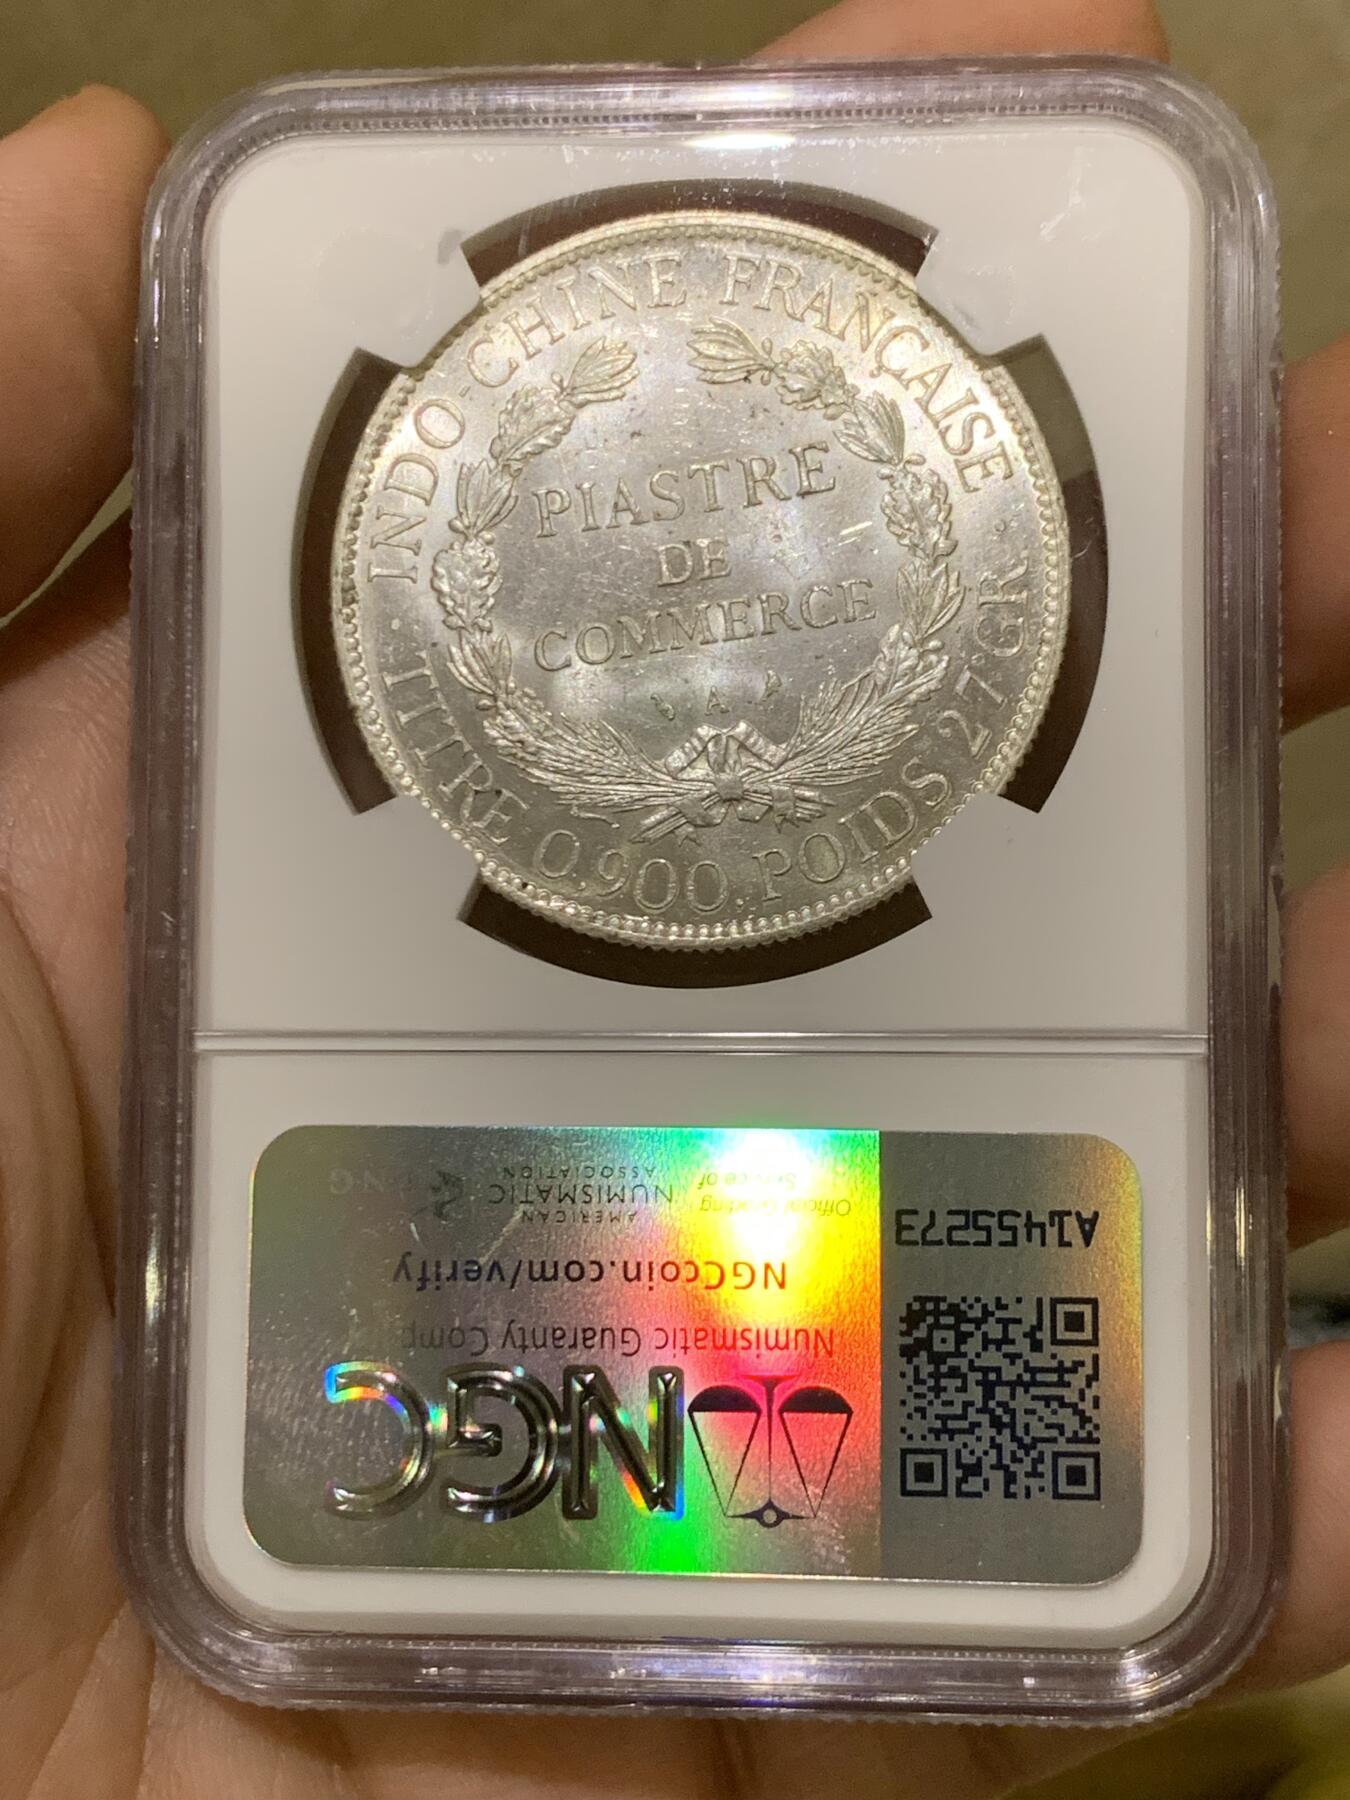 INDO-CHINE FRANÇAISE
PIASTRE
DE
COMMERCE
A
TITRE 0,900. POIDS 27 GR.
NGC
Numismatic Guaranty Comp
NGCcoin.com/verify
Official Grading
Service of
AMERICAN
NUMISMATIC
ASSOCIATION
A1455273